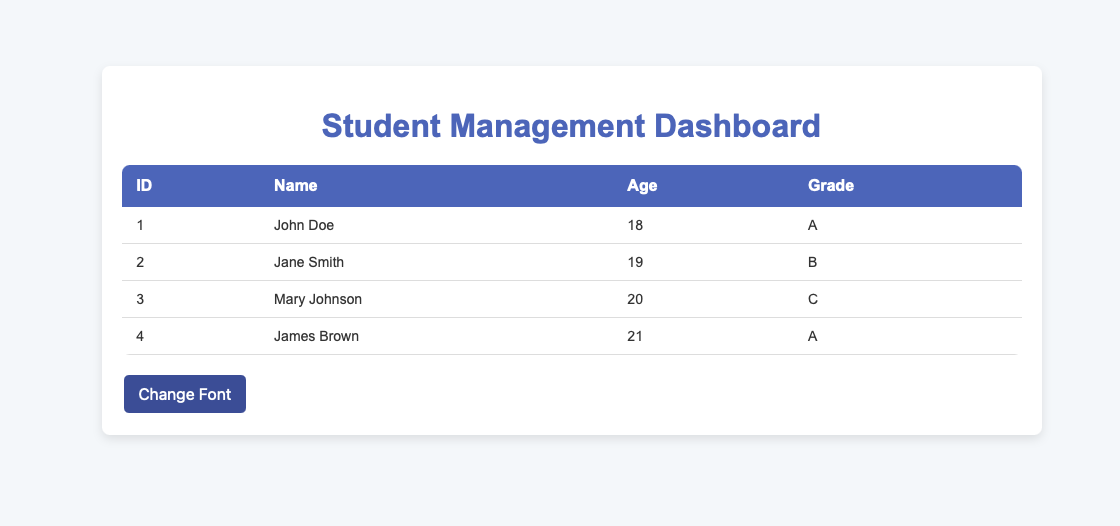 Student Management Dashboard
ID Name Age Grade
1 John Doe 18 A
2 Jane Smith 19 B
3 Mary Johnson 20 C
4 James Brown 21 A
Change Font